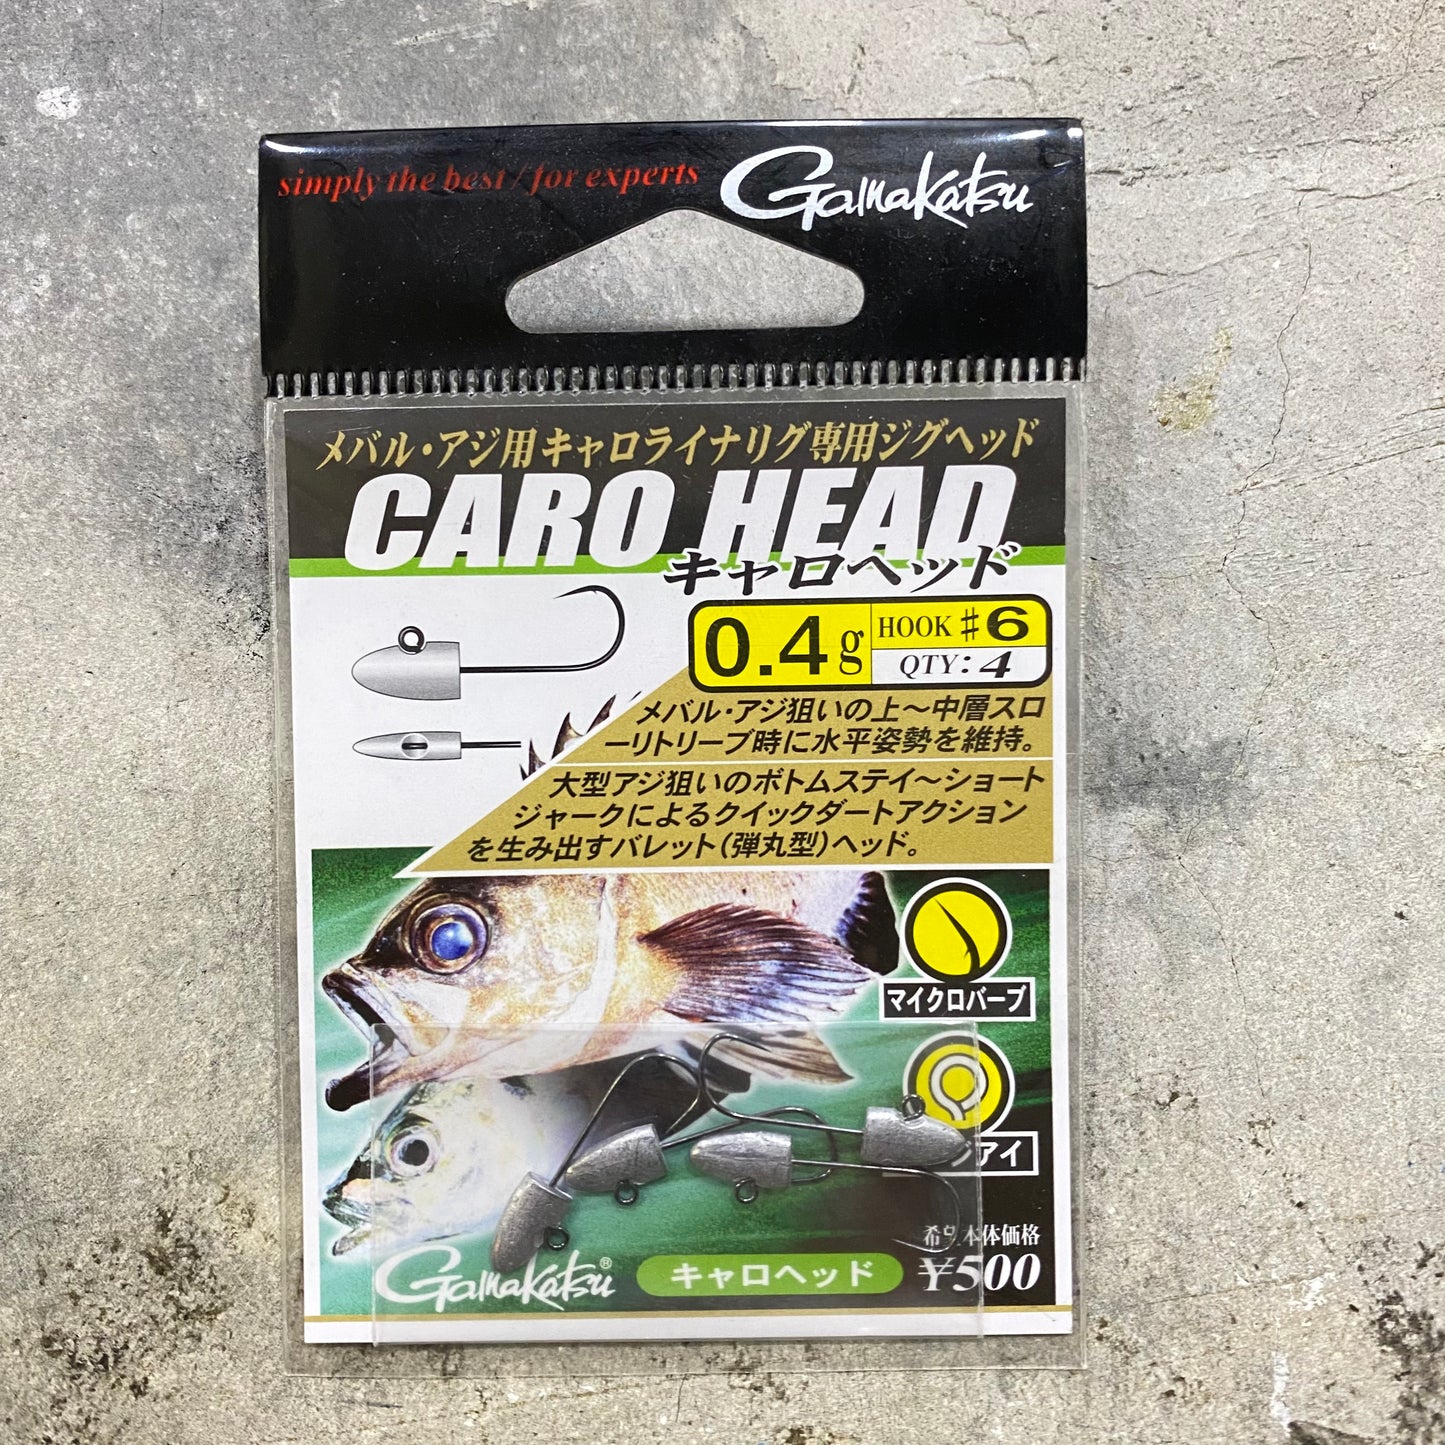 simply the best / for experts
Gamakatsu
メバル・アジ用キャロライナリグ専用ジグヘッド
CARO HEAD
キャロヘッド
0.4g
HOOK #6
QTY: 4
メバル・アジ狙いの上～中層スロ
ーリトリーブ時に水平姿勢を維持。
大型アジ狙いのボトムステイ～ショート
ジャークによるクイックダートアクション
を生み出すバレット(弾丸型)ヘッド。
マイクロバーブ
アイ
Gamakatsu®
キャロヘッド
希 本体価格
¥500